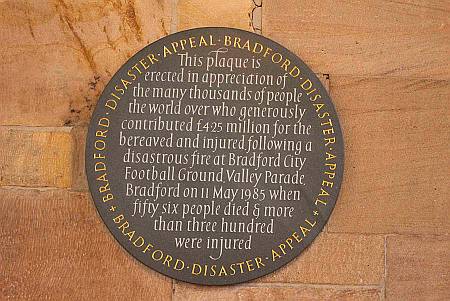 BRADFORD · DISASTER · APPEAL · BRADFORD · DISASTER · APPEAL
This plaque is
erected in appreciation of
the many thousands of people
the world over who generously
contributed £4.25 million for the
bereaved and injured following a
disastrous fire at Bradford City
Football Ground, Valley Parade,
Bradford on 11 May 1985 when
fifty six people died & more
than three hundred
were injured
+ BRADFORD · DISASTER · APPEAL +